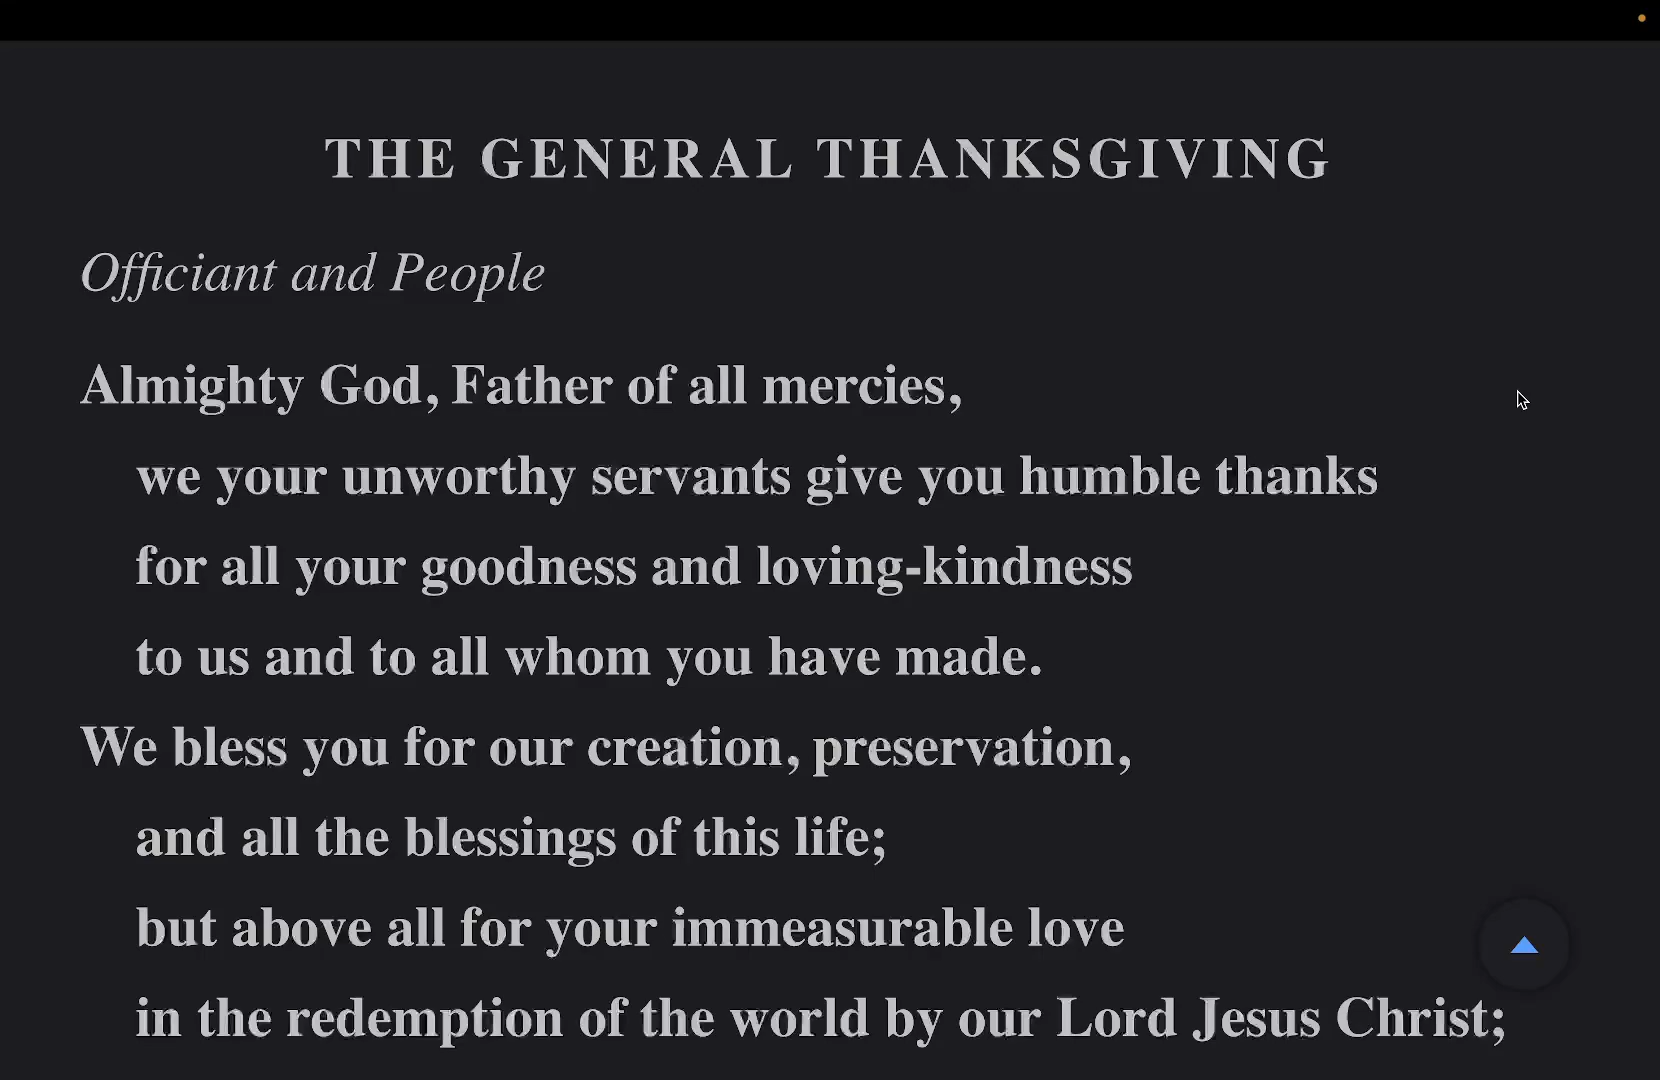 THE GENERAL THANKSGIVING
Officiant and People
Almighty God, Father of all mercies,
we your unworthy servants give you humble thanks
for all your goodness and loving-kindness
to us and to all whom you have made.
We bless you for our creation, preservation,
and all the blessings of this life;
but above all for your immeasurable love
in the redemption of the world by our Lord Jesus Christ;